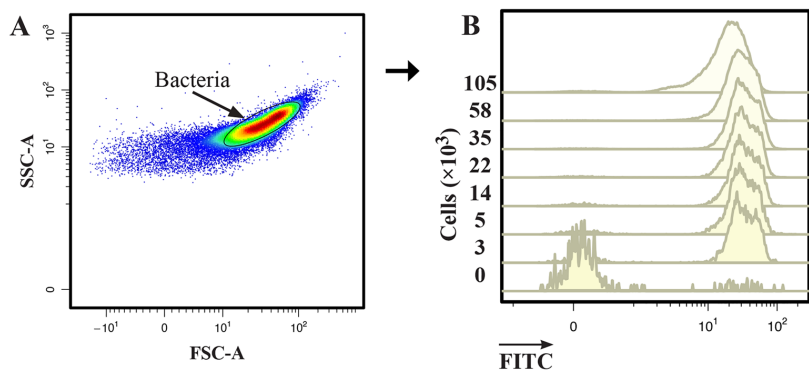 A
B
Bacteria
SSC-A
10³
10²
10¹
0
−10¹
0
10¹
10²
FSC-A
Cells (×10³)
105
58
35
22
14
5
3
0
0
10¹
10²
FITC